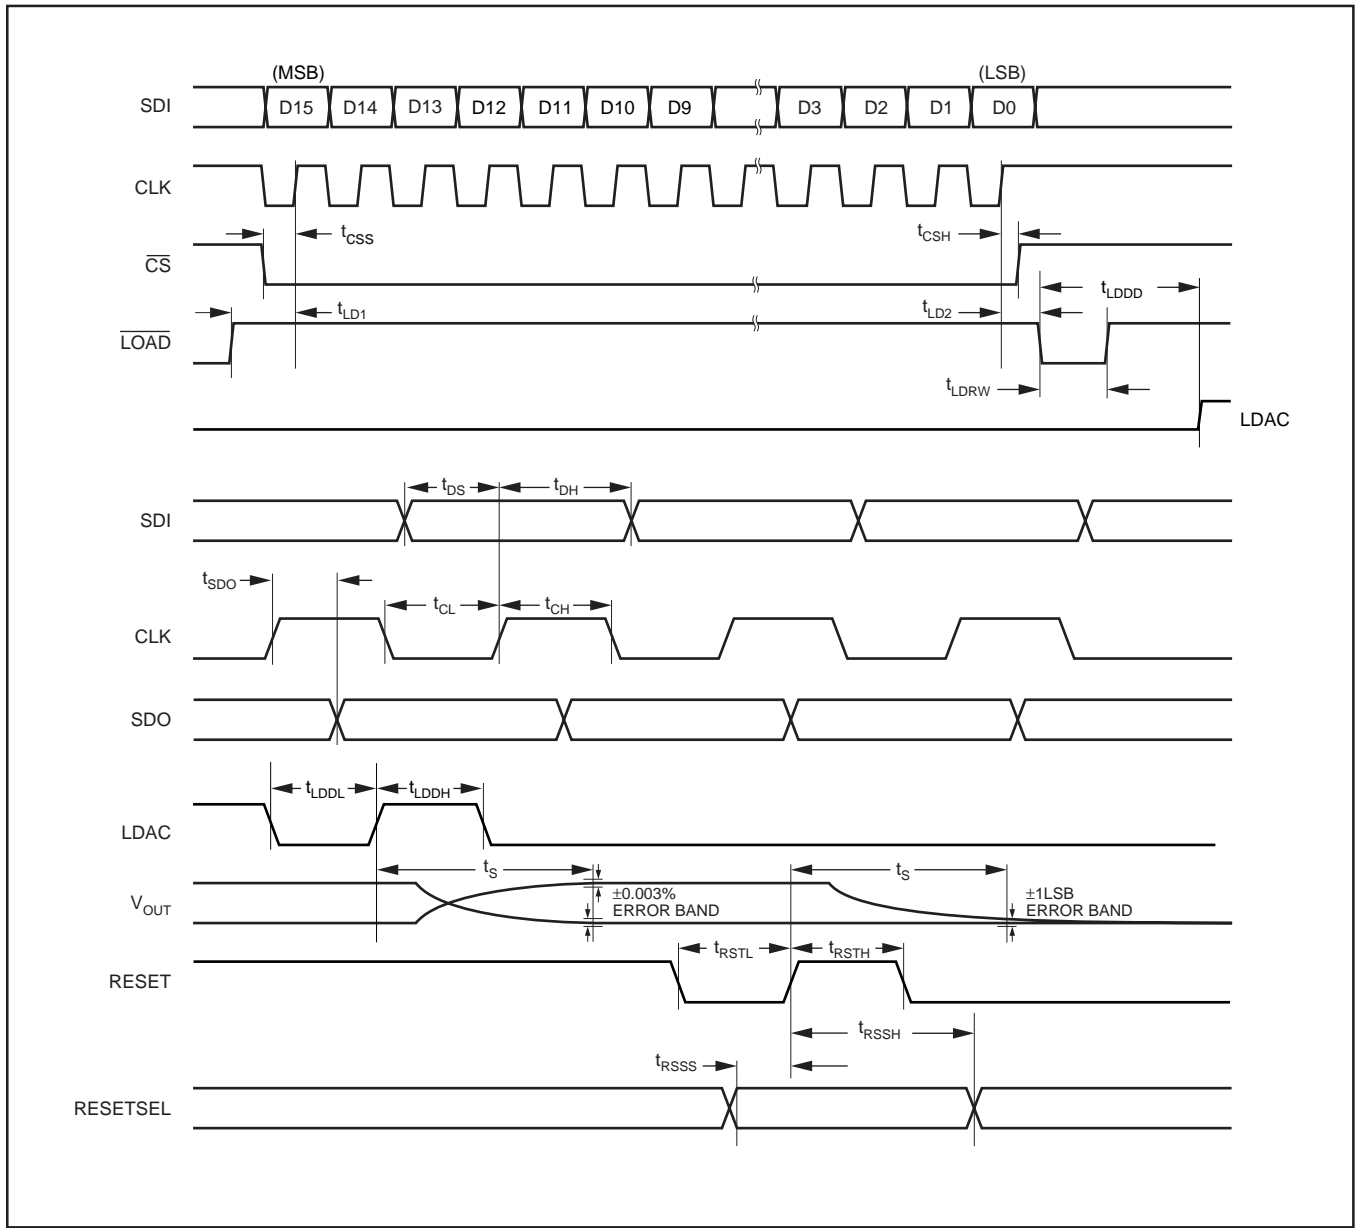 (MSB) (LSB)
SDI D15 D14 D13 D12 D11 D10 D9 D3 D2 D1 D0
CLK
tCSS tCSH
CS
tLDDD
tLD1 tLD2
LOAD
tLDRW
LDAC
tDS tDH
SDI
tSDO
tCL tCH
CLK
SDO
tLDDL tLDDH
LDAC
tS tS
±0.003% ±1LSB
VOUT ERROR BAND ERROR BAND
tRSTL tRSTH
RESET
tRSSH
tRSSS
RESETSEL